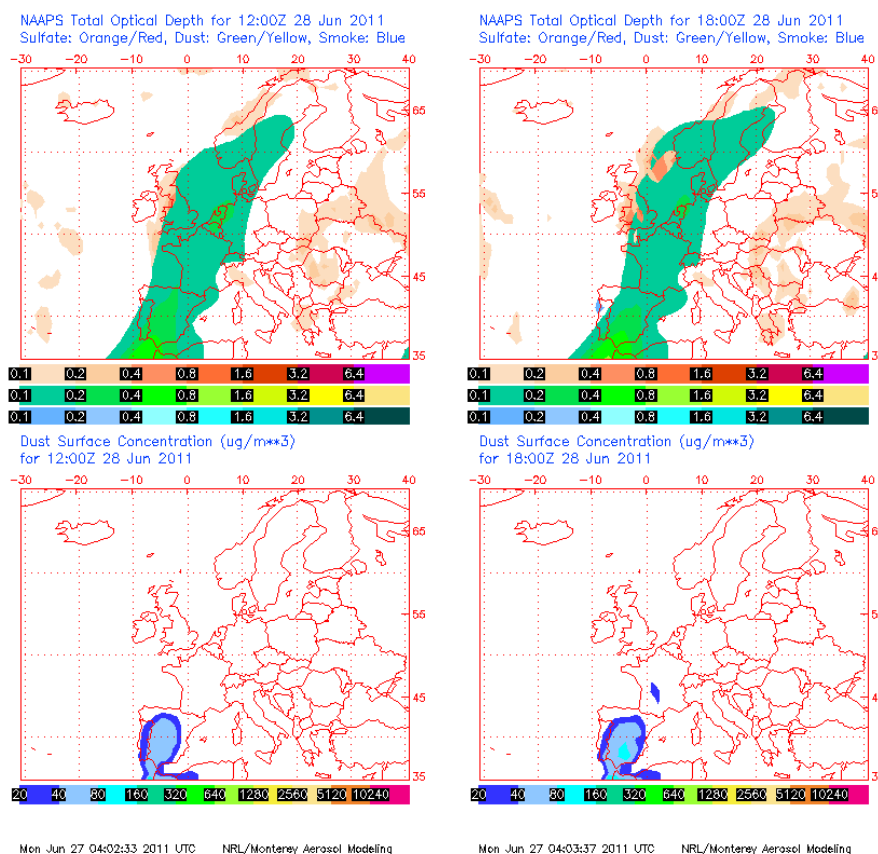 NAAPS Total Optical Depth for 12:00Z 28 Jun 2011
Sulfate: Orange/Red, Dust: Green/Yellow, Smoke: Blue
-30 -20 -10 0 10 20 30 40
65
55
45
35
0.1 0.2 0.4 0.8 1.6 3.2 6.4
0.1 0.2 0.4 0.8 1.6 3.2 6.4
0.1 0.2 0.4 0.8 1.6 3.2 6.4
NAAPS Total Optical Depth for 18:00Z 28 Jun 2011
Sulfate: Orange/Red, Dust: Green/Yellow, Smoke: Blue
-30 -20 -10 0 10 20 30 40
65
55
45
3
0.1 0.2 0.4 0.8 1.6 3.2 6.4
0.1 0.2 0.4 0.8 1.6 3.2 6.4
0.1 0.2 0.4 0.8 1.6 3.2 6.4
Dust Surface Concentration (ug/m**3)
for 12:00Z 28 Jun 2011
-30 -20 -10 0 10 20 30 40
65
55
45
35
20 40 80 160 320 640 1280 2560 5120 10240
Mon Jun 27 04:02:33 2011 UTC NRL/Monterey Aerosol Modeling
Dust Surface Concentration (ug/m**3)
for 18:00Z 28 Jun 2011
-30 -20 -10 0 10 20 30 40
65
55
45
3
20 40 80 160 320 640 1280 2560 5120 10240
Mon Jun 27 04:03:37 2011 UTC NRL/Monterey Aerosol Modeling